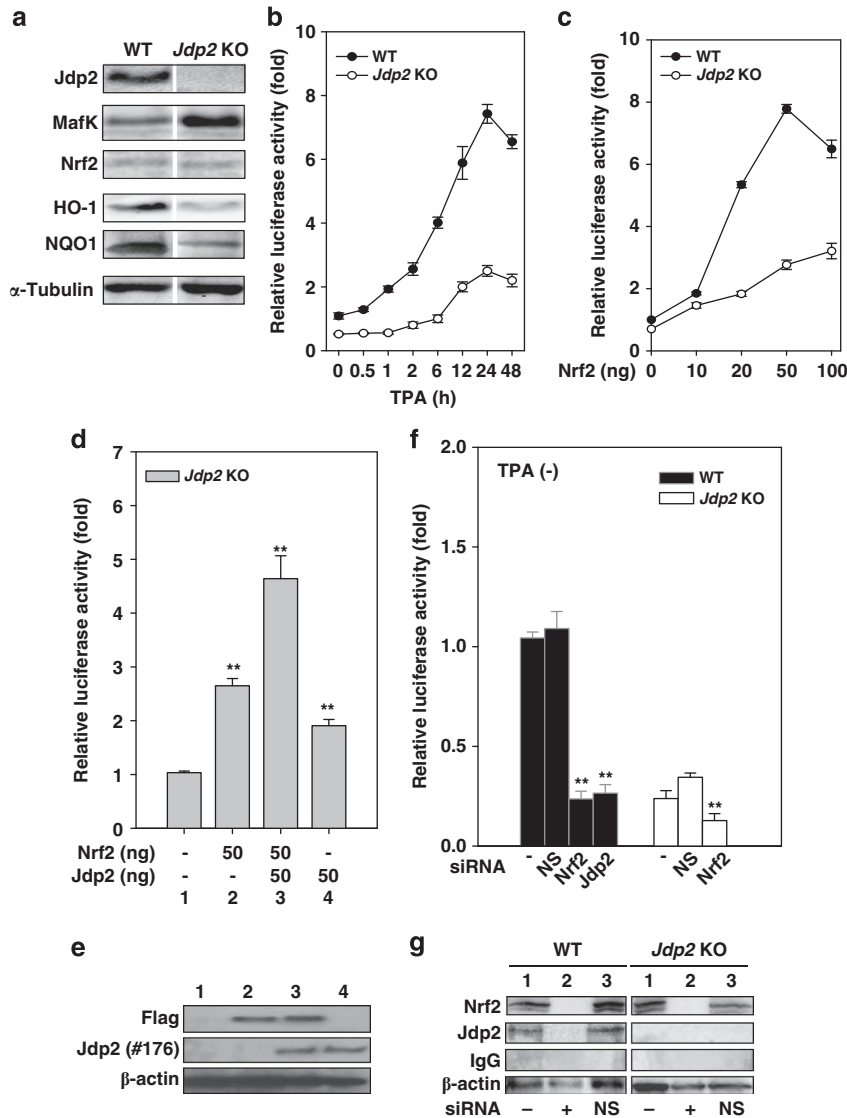 a
WT Jdp2 KO
Jdp2
MafK
Nrf2
HO-1
NQO1
α-Tubulin
b
Relative luciferase activity (fold)
10
8
6
4
2
0
WT
Jdp2 KO
0 0.5 1 2 6 12 24 48
TPA (h)
c
Relative luciferase activity (fold)
10
8
6
4
2
0
WT
Jdp2 KO
Nrf2 (ng) 0 10 20 50 100
d
Relative luciferase activity (fold)
7
6
5
4
3
2
1
0
Jdp2 KO
**
**
**
Nrf2 (ng) - 50 50 -
Jdp2 (ng) - - 50 50
1 2 3 4
f
Relative luciferase activity (fold)
2.0
1.5
1.0
0.5
0.0
TPA (-)
WT
Jdp2 KO
** **
**
siRNA - NS Nrf2 Jdp2 - NS Nrf2
e
1 2 3 4
Flag
Jdp2 (#176)
β-actin
g
WT Jdp2 KO
1 2 3 1 2 3
Nrf2
Jdp2
IgG
β-actin
siRNA – + NS – + NS